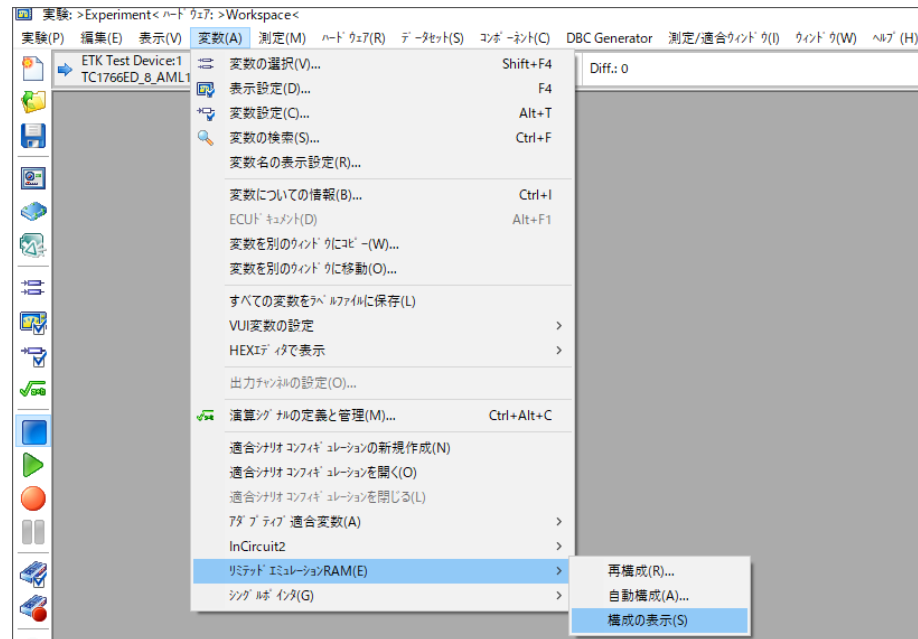 実験: >Experiment< ﾊｰﾄﾞｳｪｱ: >Workspace<
実験(P) 編集(E) 表示(V) 変数(A) 測定(M) ﾊｰﾄﾞｳｪｱ(R) ﾃﾞｰﾀｾｯﾄ(S) ｺﾝﾎﾟｰﾈﾝﾄ(C) DBC Generator 測定/適合ｳｨﾝﾄﾞｳ(I) ｳｨﾝﾄﾞｳ(W) ﾍﾙﾌﾟ(H)
ETK Test Device:1
TC1766ED_8_AML1
Diff.: 0
変数の選択(V)... Shift+F4
表示設定(D)... F4
変数設定(C)... Alt+T
変数の検索(S)... Ctrl+F
変数名の表示設定(R)...
変数についての情報(B)... Ctrl+I
ECUﾄﾞｷｭﾒﾝﾄ(D) Alt+F1
変数を別のｳｨﾝﾄﾞｳにｺﾋﾟｰ(W)...
変数を別のｳｨﾝﾄﾞｳに移動(O)...
すべての変数をﾗﾍﾞﾙﾌｧｲﾙに保存(L)
VUI変数の設定
HEXｴﾃﾞｨﾀで表示
出力ﾁｬﾝﾈﾙの設定(O)...
演算ｼｸﾞﾅﾙの定義と管理(M)... Ctrl+Alt+C
適合ｼﾅﾘｵ ｺﾝﾌｨｷﾞｭﾚｰｼｮﾝの新規作成(N)
適合ｼﾅﾘｵ ｺﾝﾌｨｷﾞｭﾚｰｼｮﾝを開く(O)
適合ｼﾅﾘｵ ｺﾝﾌｨｷﾞｭﾚｰｼｮﾝを閉じる(L)
ｱﾀﾞﾌﾟﾃｨﾌﾞ適合変数(A)
InCircuit2
ﾘﾐﾃｯﾄﾞ ｴﾐｭﾚｰｼｮﾝRAM(E)
ｼﾝｸﾞﾙﾎﾟｲﾝﾀ(G)
再構成(R)...
自動構成(A)...
構成の表示(S)